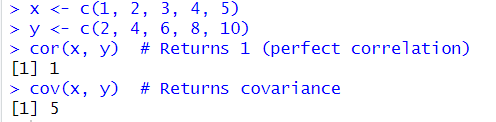 > x <- c(1, 2, 3, 4, 5)
> y <- c(2, 4, 6, 8, 10)
> cor(x, y)  # Returns 1 (perfect correlation)
[1] 1
> cov(x, y)  # Returns covariance
[1] 5